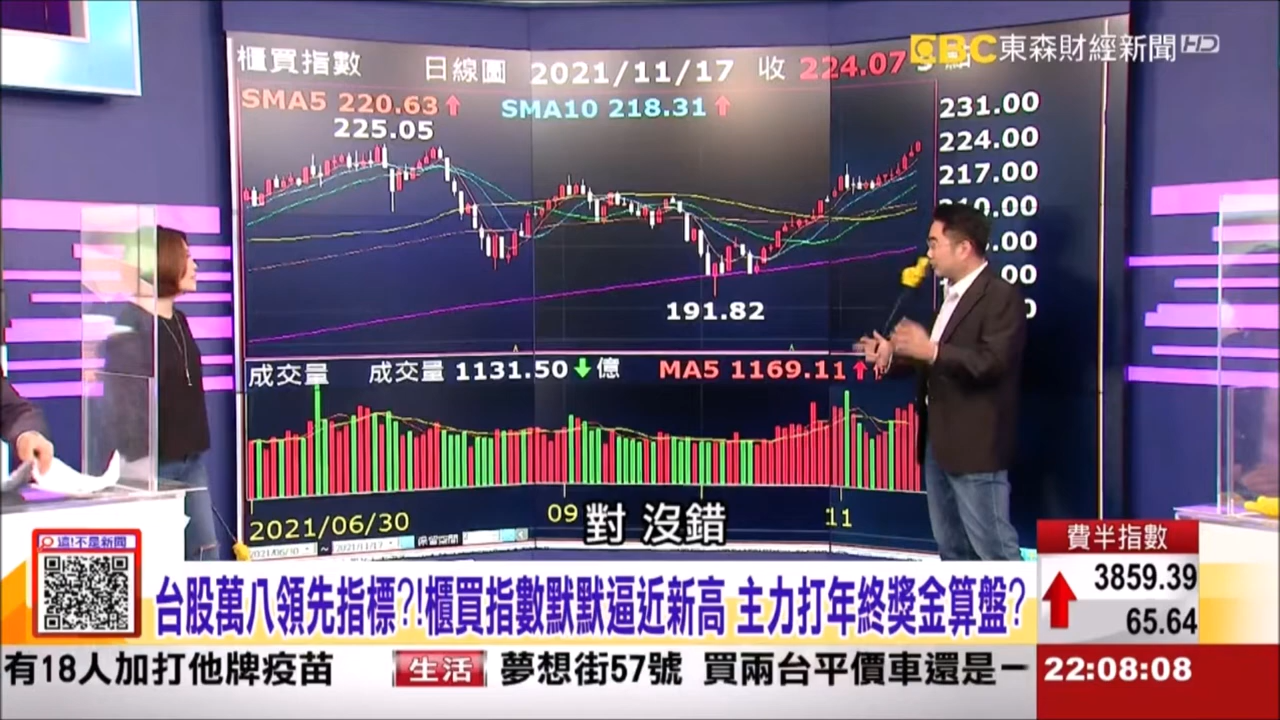 EBC 東森財經新聞 HD
櫃買指數 日線圖 2021/11/17 收 224.07
SMA5 220.63↑ SMA10 218.31↑
225.05
231.00
224.00
217.00
191.82
成交量 成交量 1131.50↓億 MA5 1169.11↑
2021/06/30 09 11
對 沒錯
這!不是新聞
台股萬八領先指標?!櫃買指數默默逼近新高 主力打年終獎金算盤?
費半指數
3859.39
65.64
有18人加打他牌疫苗 生活 夢想街57號 買兩台平價車還是一
22:08:08